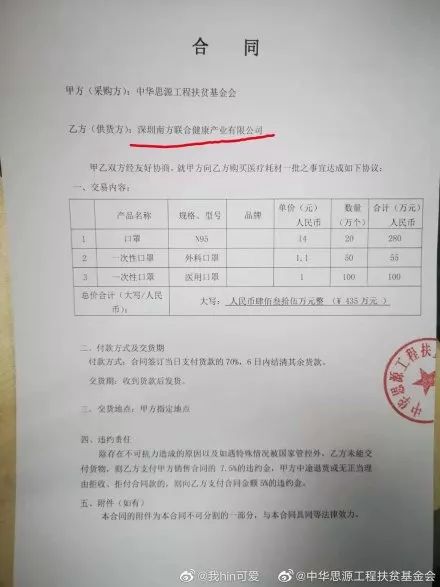 合 同
甲方（采购方）：中华思源工程扶贫基金会
乙方（供货方）：深圳南方联合健康产业有限公司
甲乙双方经友好协商，就甲方向乙方购买医疗耗材一批之事宜达成如下协议：
一、交易内容：
产品名称 规格、型号 品牌 单价（元）人民币 数量（万个） 合计（万元）人民币
1 口罩 N95 14 20 280
2 一次性口罩 外科口罩 1.1 50 55
3 一次性口罩 医用口罩 1 100 100
总价合计（大写/人民币）： 大写：人民币肆佰叁拾伍万元整（￥435万元）
二、付款方式及交货期
付款方式：合同签订当日支付货款的70%，6日内结清其余货款。
交货期：收到货款后发货。
三、交货地点：甲方指定地点
四、违约责任
除存在不可抗力造成的原因以及如遇特殊情况被国家管控外，乙方未能交
付货物，则乙方支付甲方销售合同的 7.5%的违约金，甲方中途退货或无正当理
由拒收、拒付合同款的，则向乙方支付合同金额5%的违约金。
五、附件（如有）
本合同的附件为本合同不可分割的一部分，与本合同具同等法律效力。
中华思源工程扶
@我hin可爱 @中华思源工程扶贫基金会